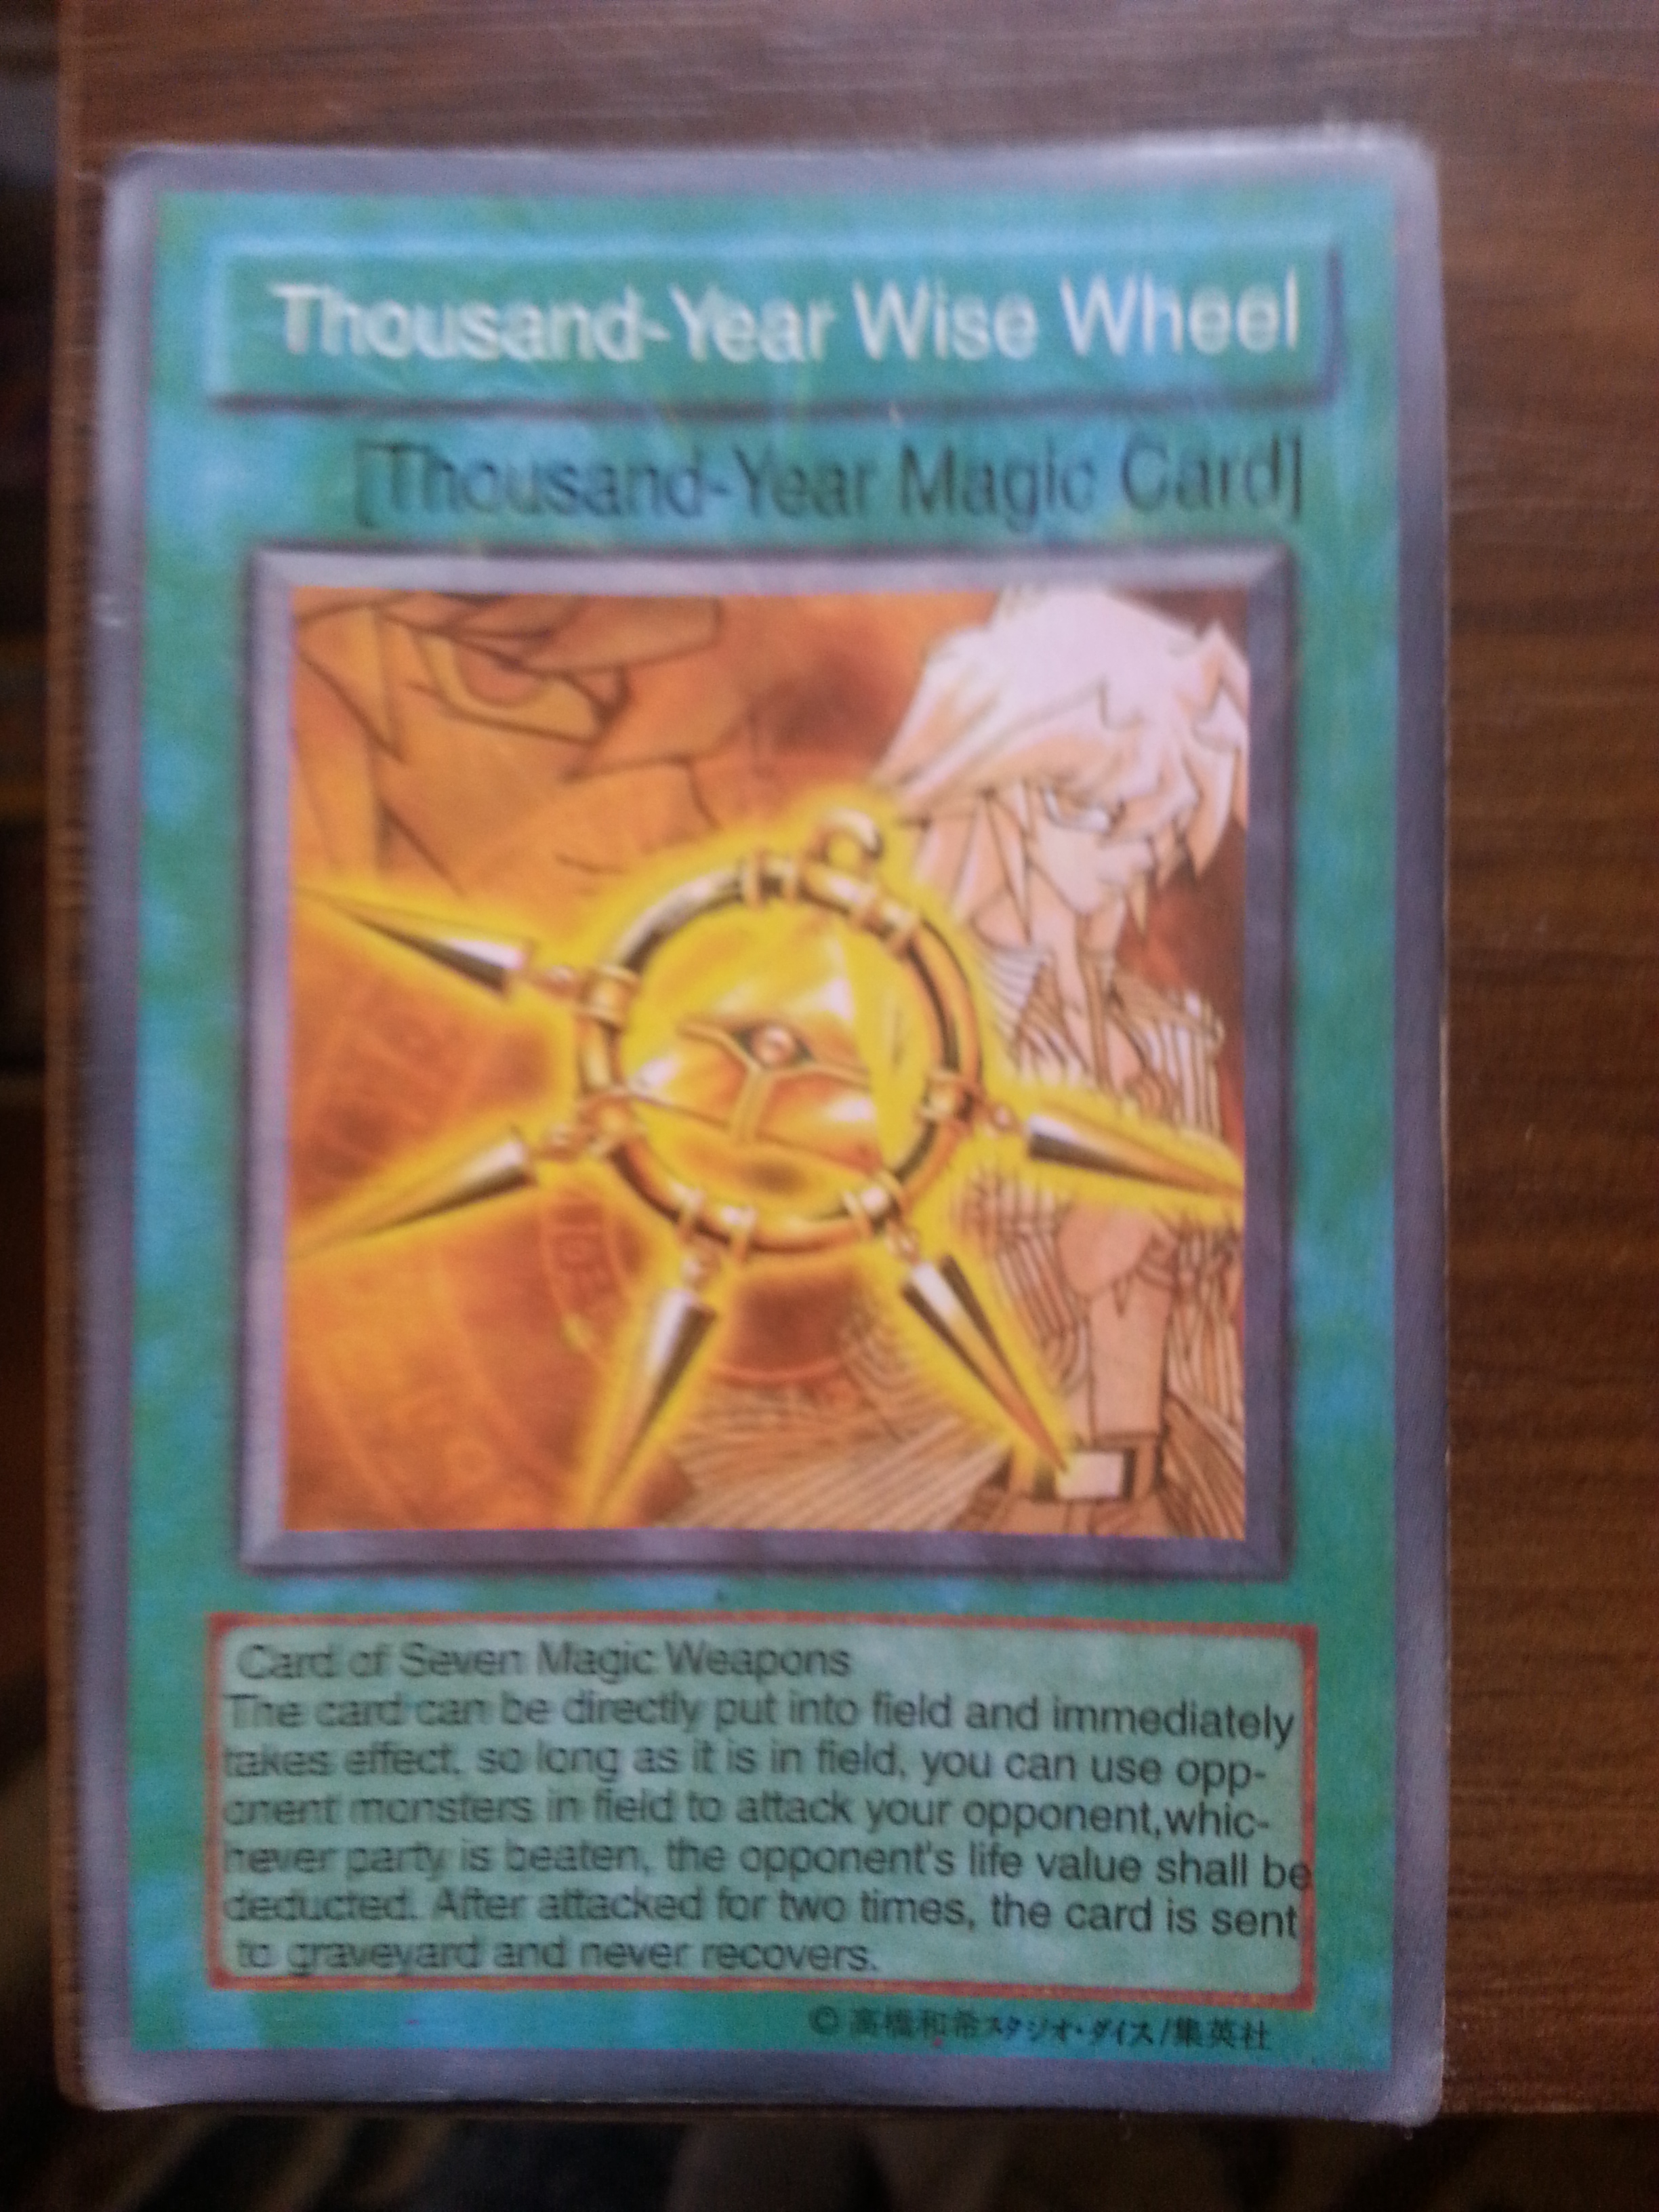 Thousand-Year Wise Wheel
[Thousand-Year Magic Card]
Card of Seven Magic Weapons
The card can be directly put into field and immediately
takes effect, so long as it is in field, you can use opp-
onent monsters in field to attack your opponent,whic-
hever party is beaten, the opponent's life value shall be
deducted. After attacked for two times, the card is sent
to graveyard and never recovers.
© 高橋和希スタジオ・ダイス/集英社